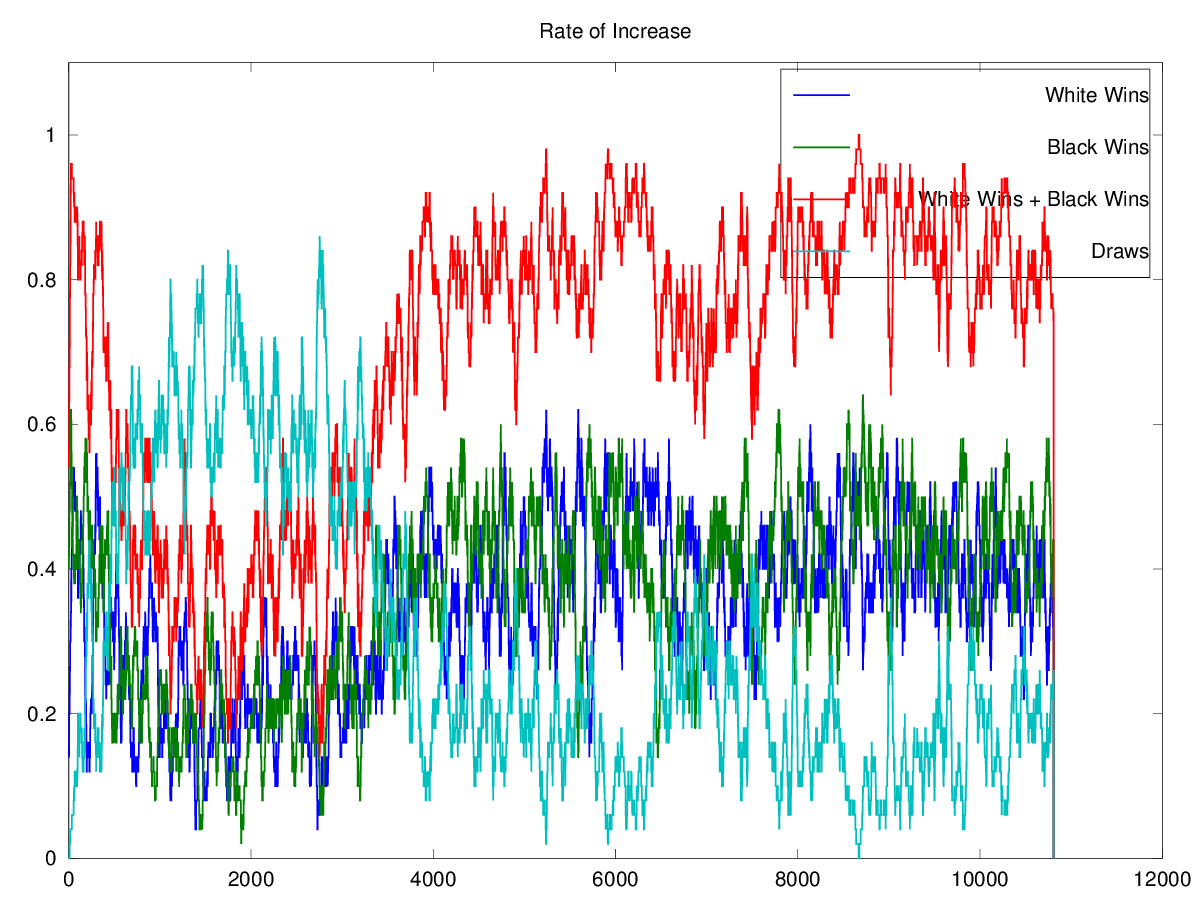 Rate of Increase
White Wins
Black Wins
White Wins + Black Wins
Draws
1
0.8
0.6
0.4
0.2
0
0 2000 4000 6000 8000 10000 12000